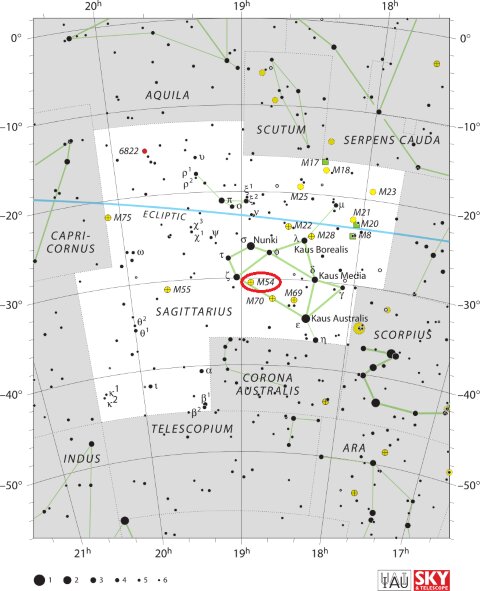 20h 19h 18h
0° 0°
AQUILA
SCUTUM
-10° -10°
SERPENS CAUDA
6822 υ M17
M18
ρ1
ρ2 ξ1 M25 M23
ξ2
π ο μ
-20° M75 ν M21 -20°
ECLIPTIC M22 M20
χ1 ψ λ M28 M8
χ3 σ Nunki Kaus Borealis
CAPRI-
CORNUS
ω τ φ
δ Kaus Media
ζ M54 γ
-30° M55 M70 M69 -30°
SAGITTARIUS ε Kaus Australis
θ2
θ1 η SCORPIUS
α CORONA
AUSTRALIS
ι
κ1
κ2 β1
β2
-40° -40°
TELESCOPIUM
INDUS ARA
-50° -50°
21h 20h 19h 18h 17h
1 2 3 4 5 6
IAU
SKY
& TELESCOPE